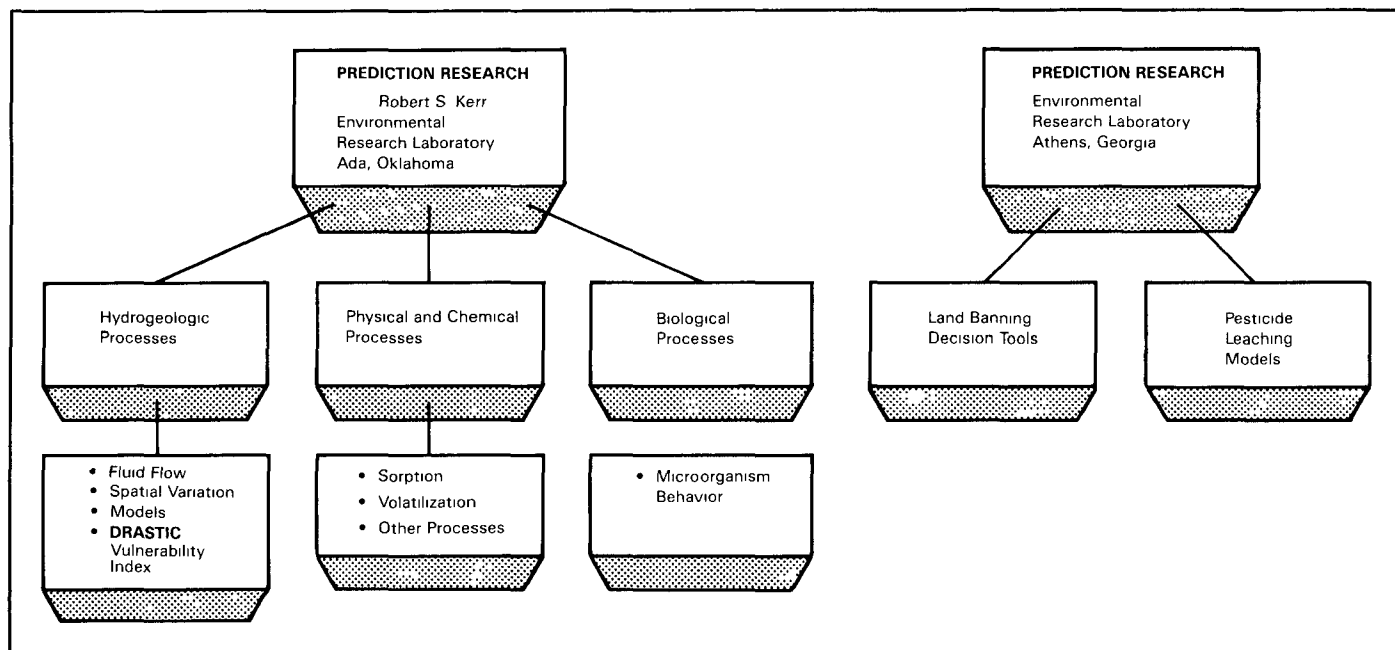 PREDICTION RESEARCH
Robert S Kerr
Environmental
Research Laboratory
Ada, Oklahoma
PREDICTION RESEARCH
Environmental
Research Laboratory
Athens, Georgia
Hydrogeologic
Processes
Physical and Chemical
Processes
Biological
Processes
Land Banning
Decision Tools
Pesticide
Leaching
Models
• Fluid Flow
• Spatial Variation
• Models
• DRASTIC
Vulnerability
Index
• Sorption
• Volatilization
• Other Processes
• Microorganism
Behavior